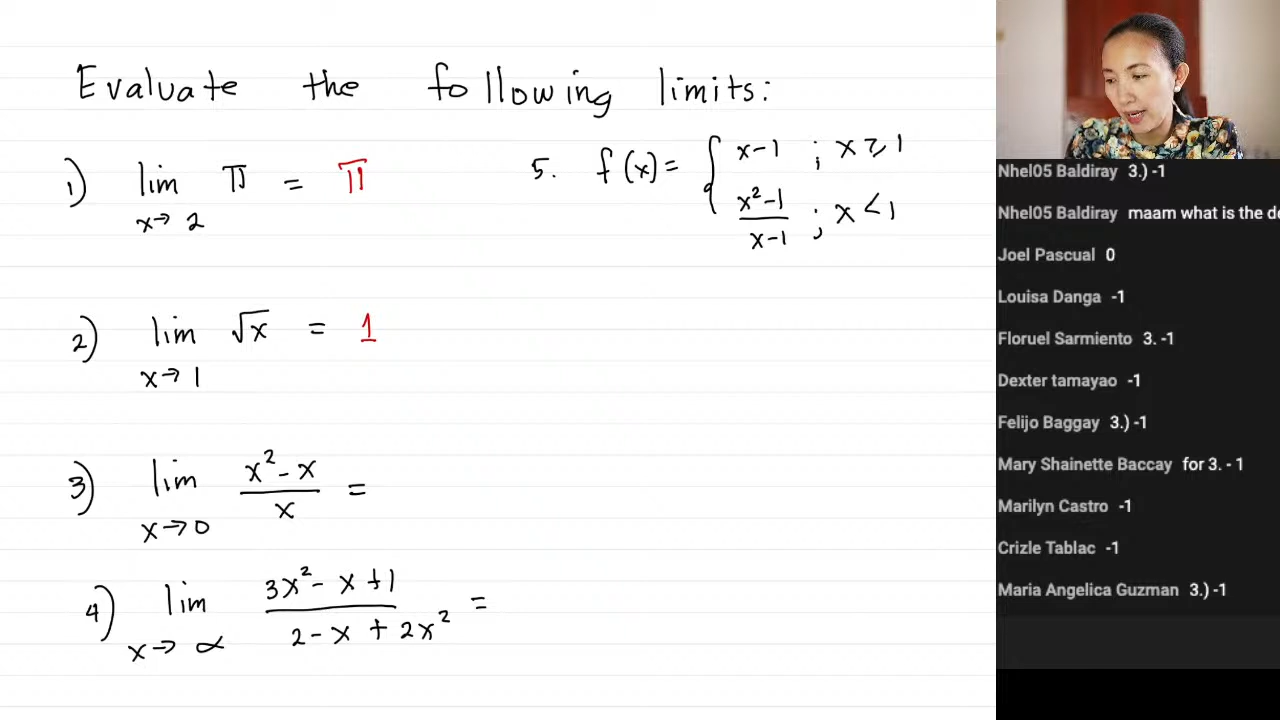 Evaluate the following limits:
1) lim x→2 π = π
2) lim x→1 √x = 1
3) lim x→0 x²-x / x =
4) lim x→∝ 3x²-x+1 / 2-x+2x² =
5. f(x)= { x-1 ; x≥1
x²-1 / x-1 ; x<1
Nhel05 Baldiray 3.) -1
Nhel05 Baldiray maam what is the de
Joel Pascual 0
Louisa Danga -1
Floruel Sarmiento 3. -1
Dexter tamayao -1
Felijo Baggay 3.) -1
Mary Shainette Baccay for 3. - 1
Marilyn Castro -1
Crizle Tablac -1
Maria Angelica Guzman 3.) -1